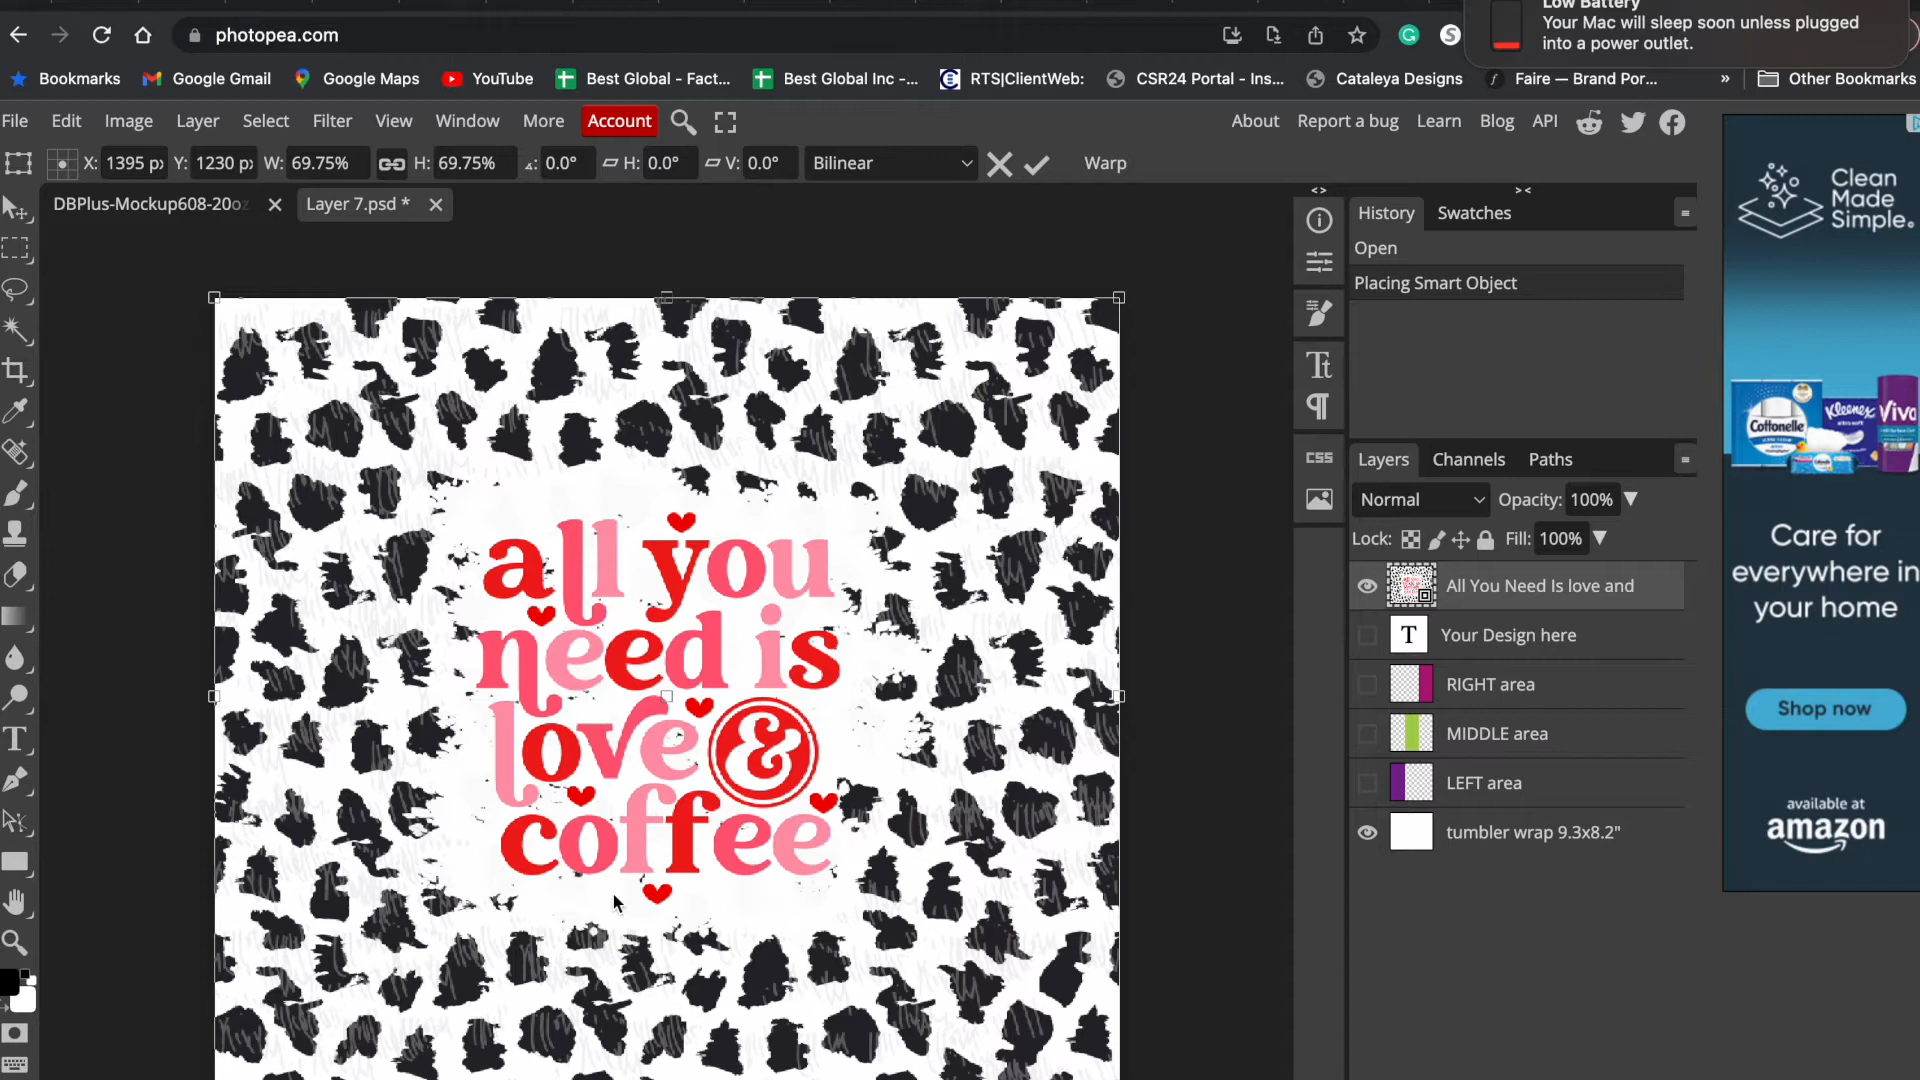 Low Battery
Your Mac will sleep soon unless plugged
into a power outlet.
photopea.com
Bookmarks Google Gmail Google Maps YouTube Best Global - Fact... Best Global Inc -... RTS|ClientWeb: CSR24 Portal - Ins... Cataleya Designs Faire — Brand Por... » Other Bookmarks
File Edit Image Layer Select Filter View Window More Account About Report a bug Learn Blog API
X: 1395 px Y: 1230 px W: 69.75% H: 69.75% 0.0° H: 0.0° V: 0.0° Bilinear Warp
DBPlus-Mockup608-20oz Layer 7.psd *
History Swatches
Open
Placing Smart Object
CSS
Layers Channels Paths
Normal Opacity: 100%
Lock: Fill: 100%
All You Need Is love and
T Your Design here
RIGHT area
MIDDLE area
LEFT area
tumbler wrap 9.3x8.2"
all you
need is
love &
coffee
Clean
Made
Simple.
Cottonelle Kleenex Viva
Care for
everywhere in
your home
Shop now
available at
amazon